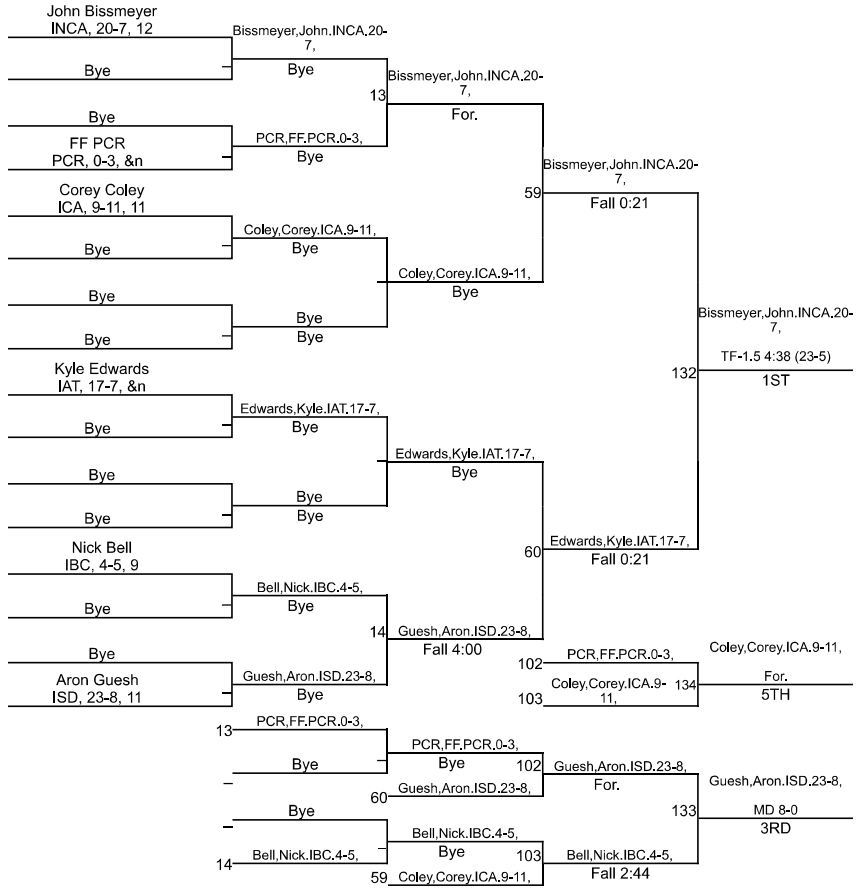 John Bissmeyer
INCA, 20-7, 12
Bissmeyer,John.INCA.20-
7,
Bye
Bye
Bissmeyer,John.INCA.20-
7,
13
For.
Bye
FF PCR
PCR, 0-3, &n
PCR,FF.PCR.0-3,
Bye
Bissmeyer,John.INCA.20-
7,
59
Fall 0:21
Corey Coley
ICA, 9-11, 11
Coley,Corey.ICA.9-11,
Bye
Bye
Coley,Corey.ICA.9-11,
Bye
Bye
Bye
Bye
Bye
Bissmeyer,John.INCA.20-
7,
TF-1.5 4:38 (23-5)
132
1ST
Kyle Edwards
IAT, 17-7, &n
Edwards,Kyle.IAT.17-7,
Bye
Bye
Edwards,Kyle.IAT.17-7,
Bye
Bye
Bye
Bye
Bye
Edwards,Kyle.IAT.17-7,
60
Fall 0:21
Nick Bell
IBC, 4-5, 9
Bell,Nick.IBC.4-5,
Bye
Bye
14
Guesh,Aron.ISD.23-8,
Fall 4:00
Bye
Aron Guesh
ISD, 23-8, 11
Guesh,Aron.ISD.23-8,
Bye
102
PCR,FF.PCR.0-3,
Coley,Corey.ICA.9-11,
For.
134
5TH
103
Coley,Corey.ICA.9-
11,
13
PCR,FF.PCR.0-3,
PCR,FF.PCR.0-3,
Bye
Bye
102
Guesh,Aron.ISD.23-8,
For.
60
Guesh,Aron.ISD.23-8,
Guesh,Aron.ISD.23-8,
MD 8-0
133
3RD
Bye
Bell,Nick.IBC.4-5,
Bye
14
Bell,Nick.IBC.4-5,
103
Bell,Nick.IBC.4-5,
Fall 2:44
59
Coley,Corey.ICA.9-11,